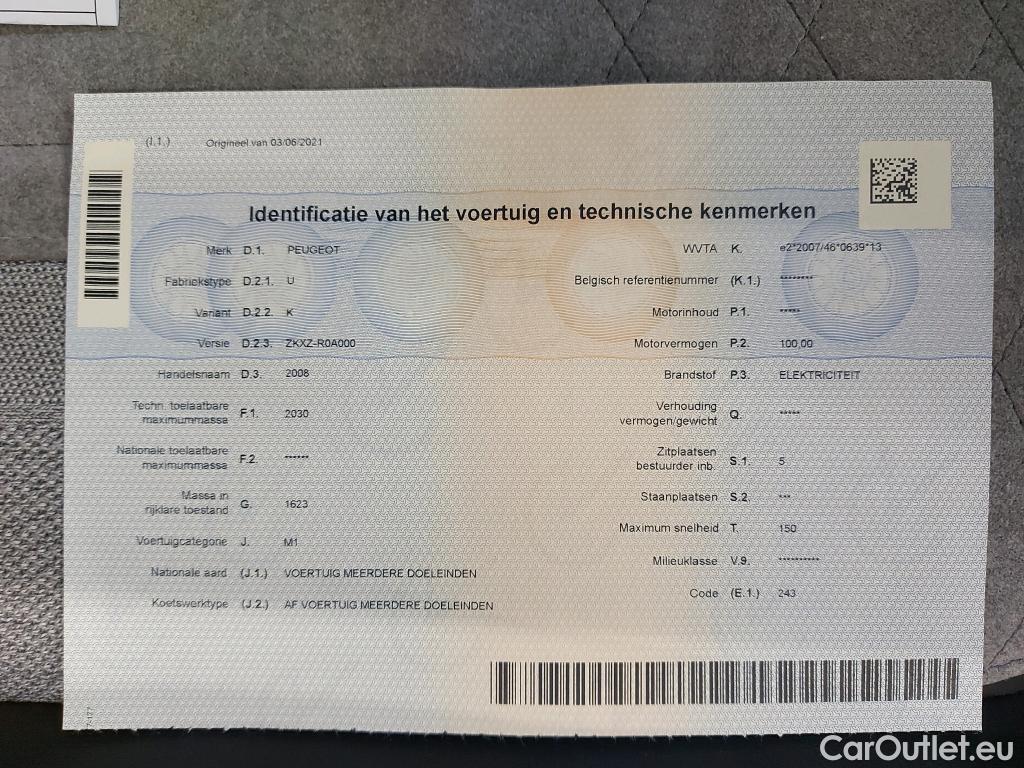 (I.1.) Origineel van 03/06/2021
Identificatie van het voertuig en technische kenmerken
Merk D.1. PEUGEOT
Fabriekstype D.2.1. U
Variant D.2.2. K
Versie D.2.3. ZKXZ-R0A000
Handelsnaam D.3. 2008
Techn. toelaatbare
maximummassa F.1. 2030
Nationale toelaatbare
maximummassa F.2. ******
Massa in
rijklare toestand G. 1623
Voertuigcategorie J. M1
Nationale aard (J.1.) VOERTUIG MEERDERE DOELEINDEN
Koetswerktype (J.2.) AF VOERTUIG MEERDERE DOELEINDEN
WVTA K. e2*2007/46*0639*13
Belgisch referentienummer (K.1.) ********
Motorinhoud P.1. *****
Motorvermogen P.2. 100,00
Brandstof P.3. ELEKTRICITEIT
Verhouding
vermogen/gewicht Q. *****
Zitplaatsen
bestuurder inb. S.1. 5
Staanplaatsen S.2. ***
Maximum snelheid T. 150
Milieuklasse V.9. **********
Code (E.1.) 243
CarOutlet.eu